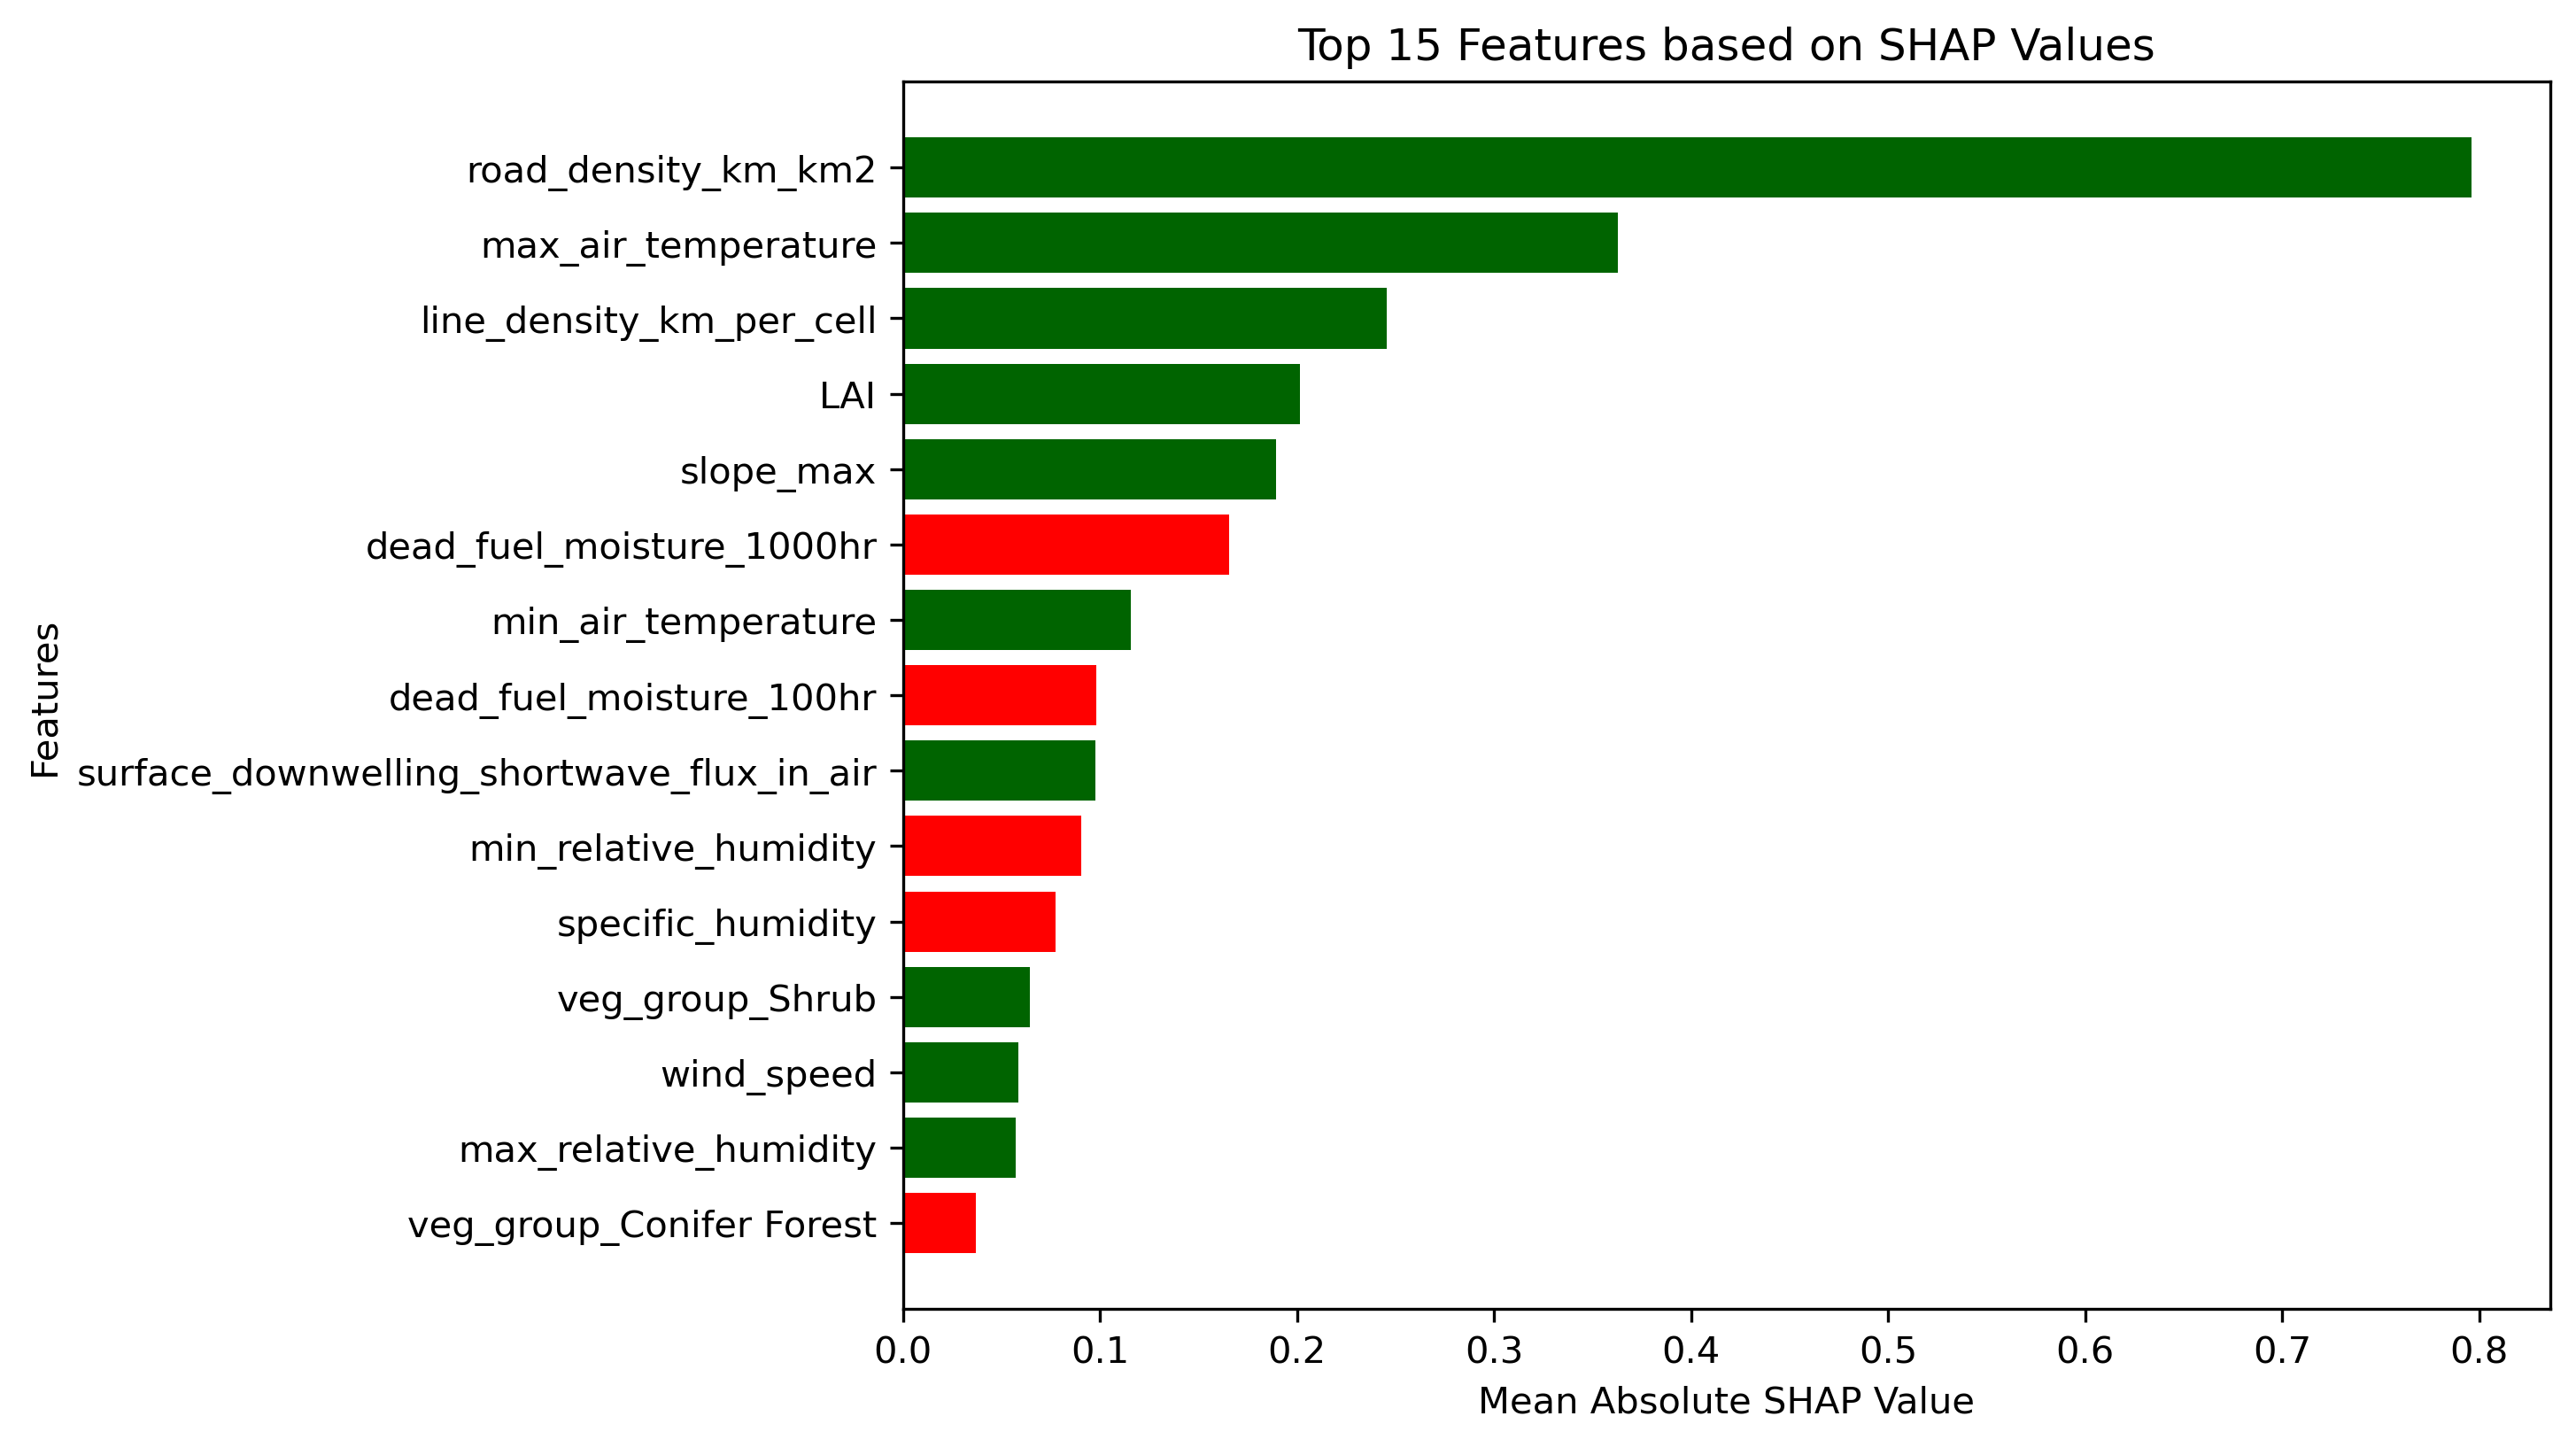 Top 15 Features based on SHAP Values
Features
road_density_km_km2
max_air_temperature
line_density_km_per_cell
LAI
slope_max
dead_fuel_moisture_1000hr
min_air_temperature
dead_fuel_moisture_100hr
surface_downwelling_shortwave_flux_in_air
min_relative_humidity
specific_humidity
veg_group_Shrub
wind_speed
max_relative_humidity
veg_group_Conifer Forest
0.0 0.1 0.2 0.3 0.4 0.5 0.6 0.7 0.8
Mean Absolute SHAP Value